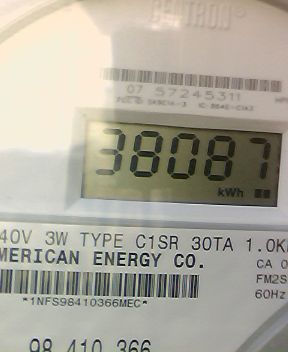 CENTRON®
07 57245311
38087
kWh
40V 3W TYPE C1SR 30TA 1.0K
MERICAN ENERGY CO.
CA 0
FM2S
*1NFS98410366MEC*
60Hz
98 410 366